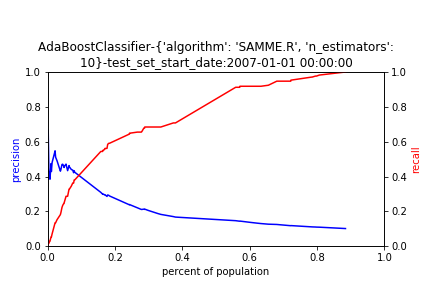 AdaBoostClassifier-{'algorithm': 'SAMME.R', 'n_estimators':
10}-test_set_start_date:2007-01-01 00:00:00
1.0
0.8
0.6
0.4
0.2
0.0
precision
0.0 0.2 0.4 0.6 0.8 1.0
percent of population
1.0
0.8
0.6
0.4
0.2
0.0
recall